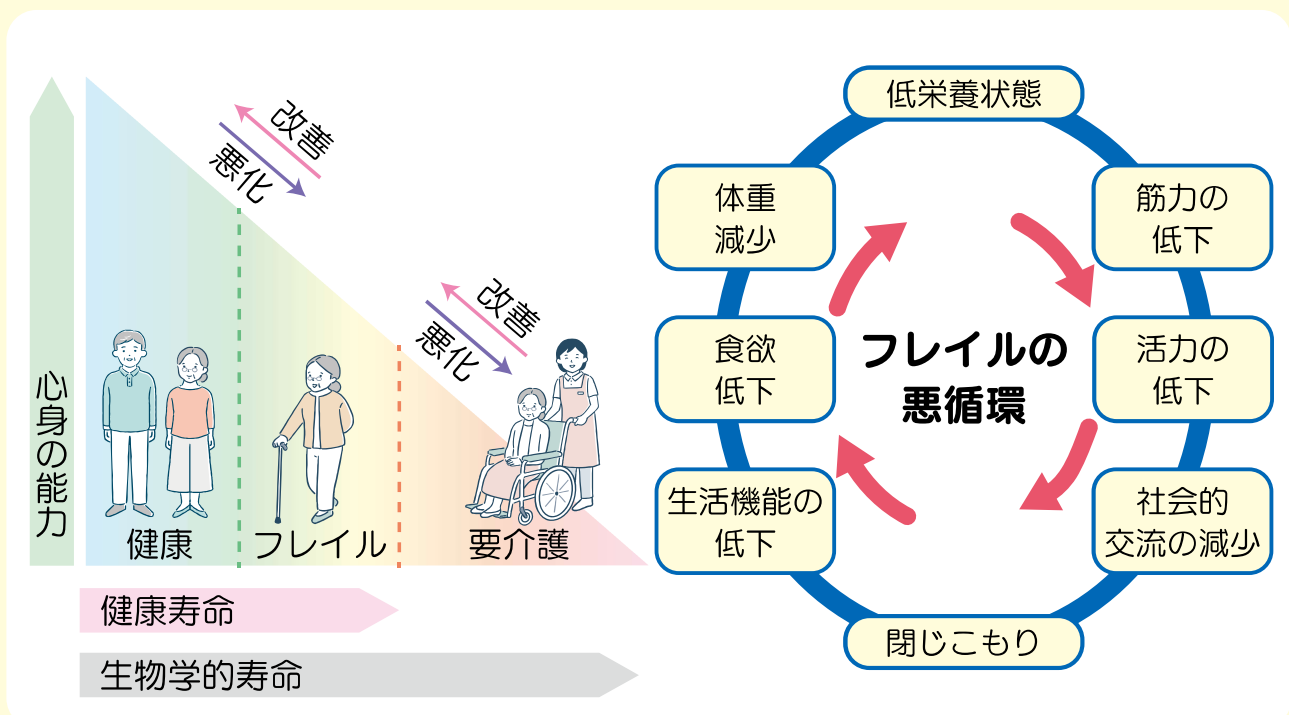 心身の能力
改善
悪化
改善
悪化
健康
フレイル
要介護
健康寿命
生物学的寿命
フレイルの
悪循環
低栄養状態
筋力の
低下
活力の
低下
社会的
交流の減少
閉じこもり
生活機能の
低下
食欲
低下
体重
減少